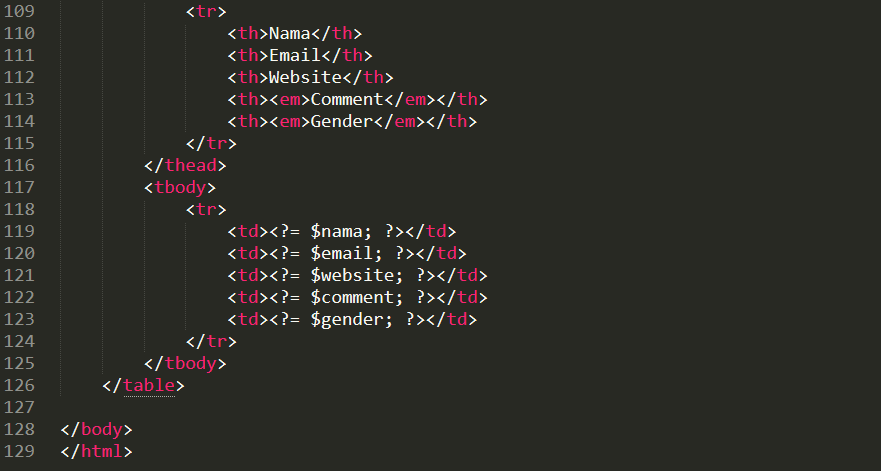 109 <tr>
110 <th>Nama</th>
111 <th>Email</th>
112 <th>Website</th>
113 <th><em>Comment</em></th>
114 <th><em>Gender</em></th>
115 </tr>
116 </thead>
117 <tbody>
118 <tr>
119 <td><?= $nama; ?></td>
120 <td><?= $email; ?></td>
121 <td><?= $website; ?></td>
122 <td><?= $comment; ?></td>
123 <td><?= $gender; ?></td>
124 </tr>
125 </tbody>
126 </table>
127
128 </body>
129 </html>